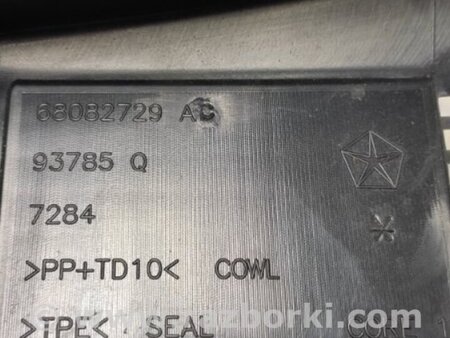 68082729 AC
93785 Q
7284
>PP+TD10< COWL
>TPE< SEAL